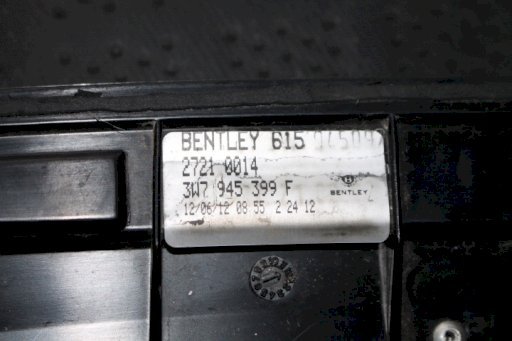 BENTLEY 615
2721 0014
3W7 945 399 F
BENTLEY
12/06/12 08 55 2 24 12